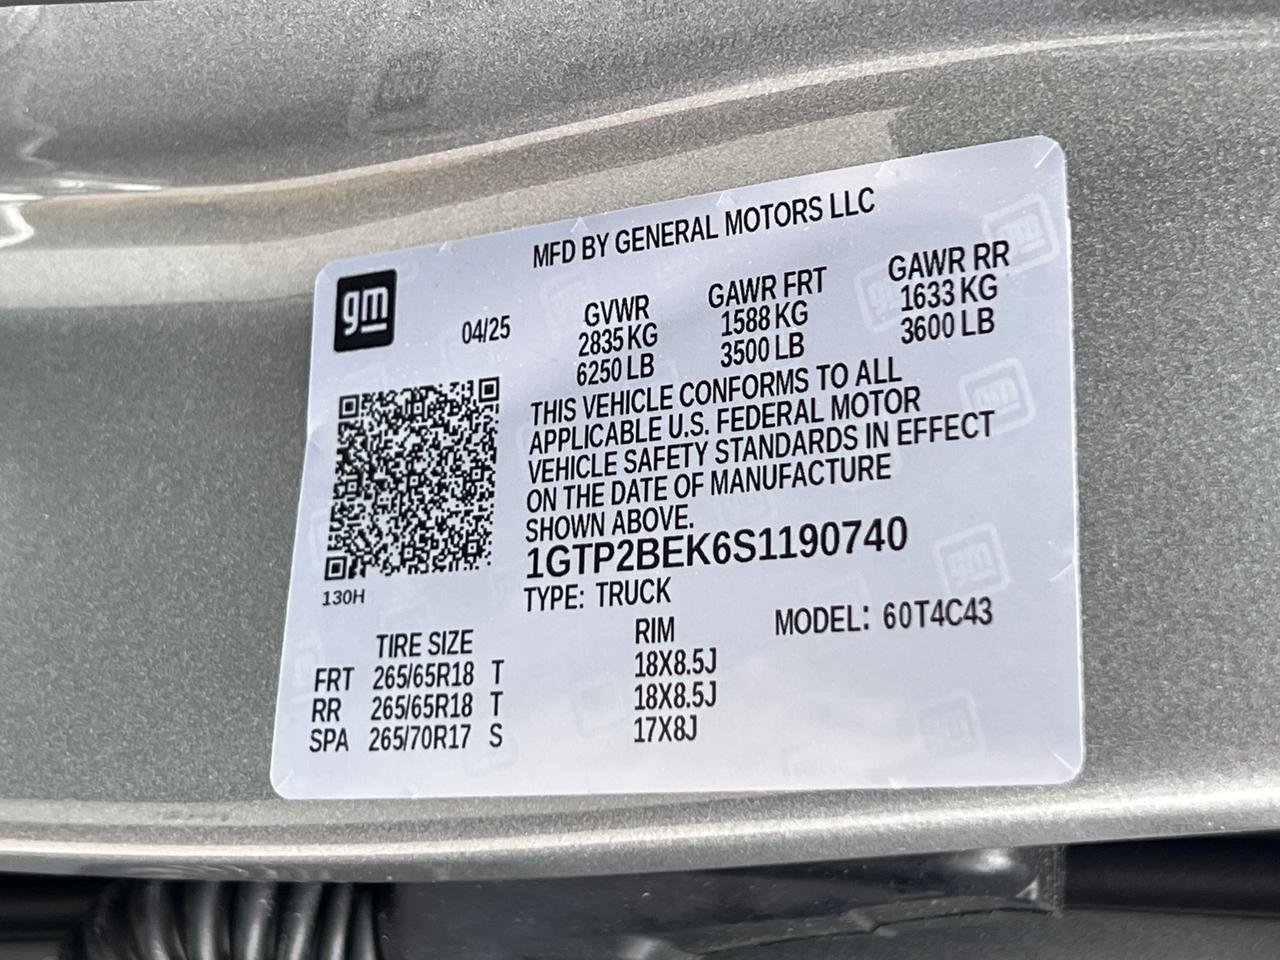 MFD BY GENERAL MOTORS LLC
gm
04/25
GVWR
2835 KG
6250 LB
GAWR FRT
1588 KG
3500 LB
GAWR RR
1633 KG
3600 LB
THIS VEHICLE CONFORMS TO ALL
APPLICABLE U.S. FEDERAL MOTOR
VEHICLE SAFETY STANDARDS IN EFFECT
ON THE DATE OF MANUFACTURE
SHOWN ABOVE.
1GTP2BEK6S1190740
TYPE: TRUCK
MODEL: 60T4C43
130H
TIRE SIZE RIM
FRT 265/65R18 T 18X8.5J
RR 265/65R18 T 18X8.5J
SPA 265/70R17 S 17X8J